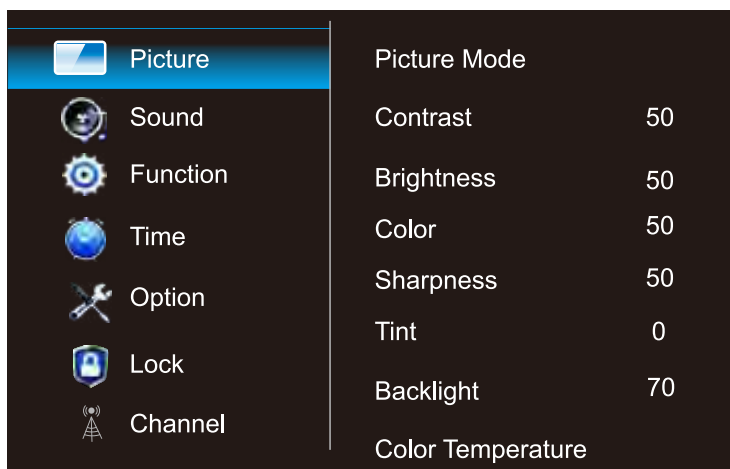 Picture
Sound
Function
Time
Option
Lock
Channel
Picture Mode
Contrast 50
Brightness 50
Color 50
Sharpness 50
Tint 0
Backlight 70
Color Temperature